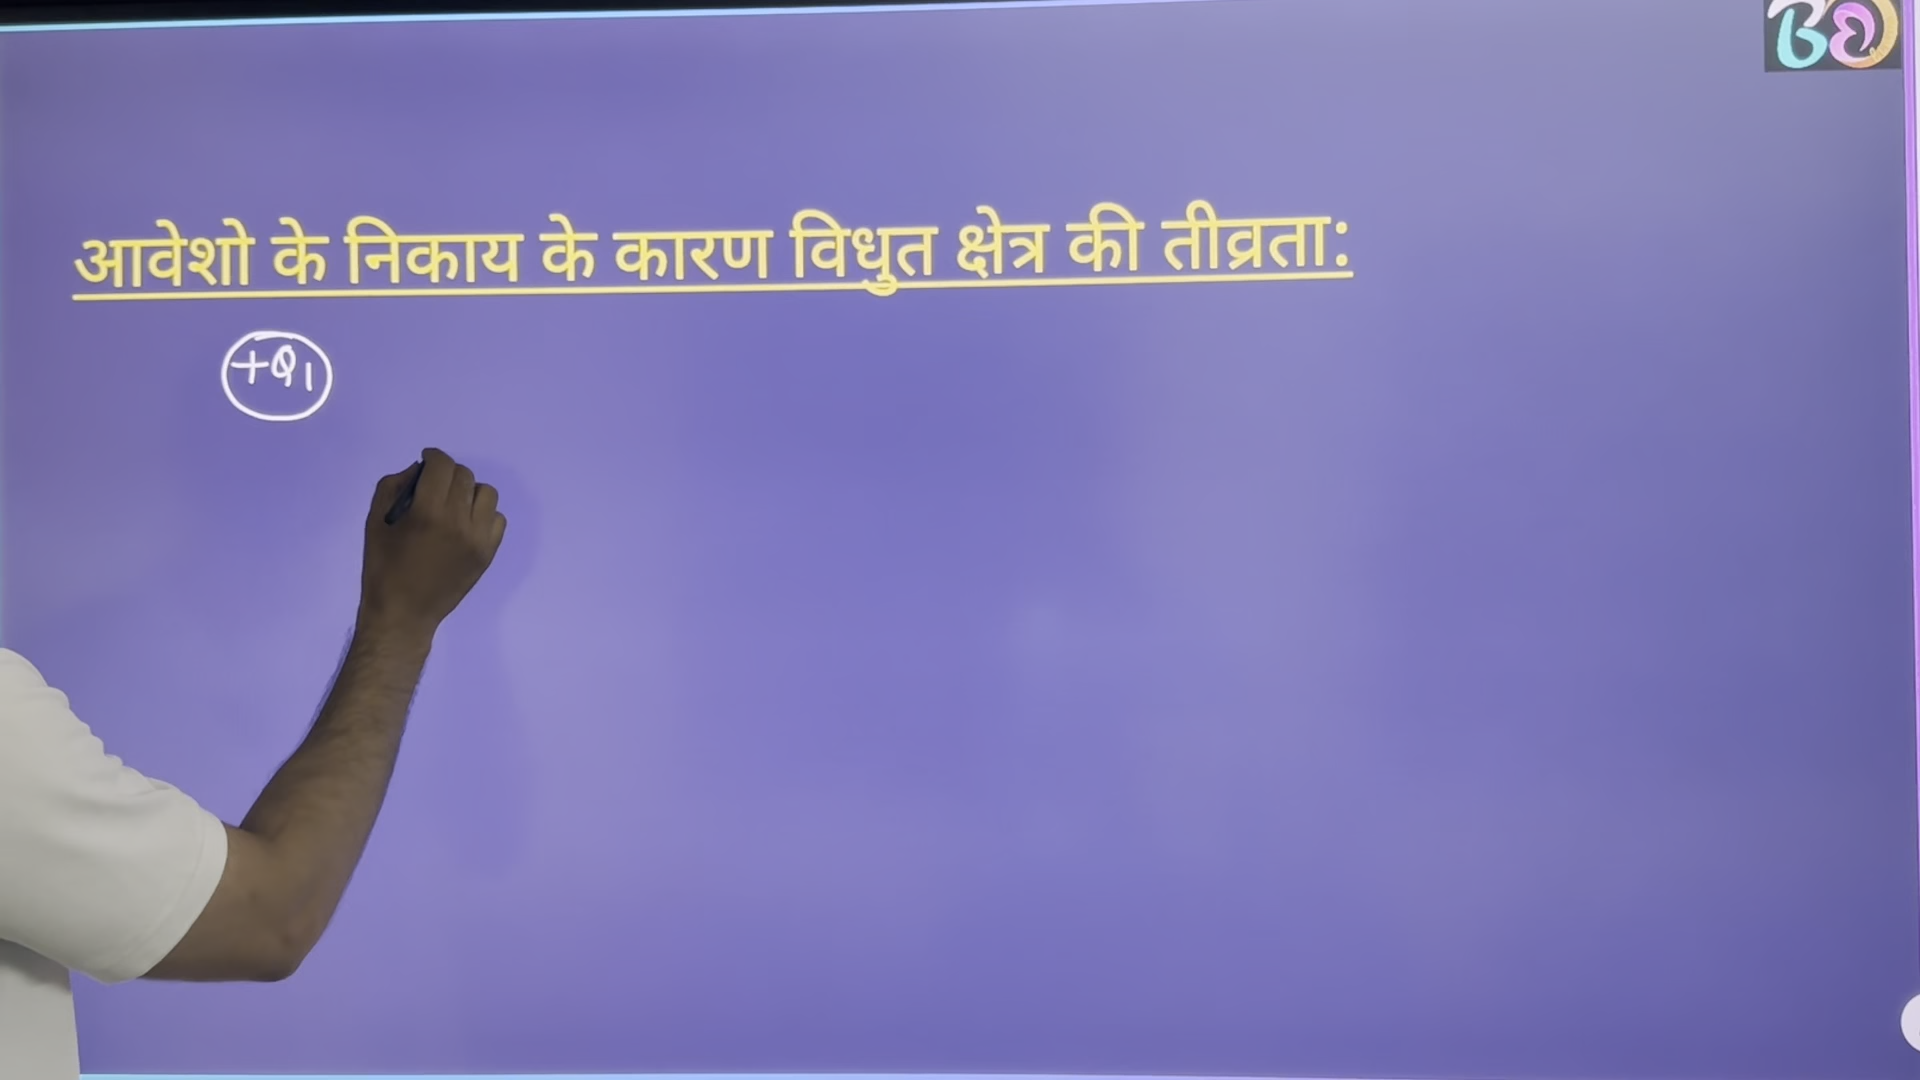 आवेशो के निकाय के कारण विधुत क्षेत्र की तीव्रता:
+Q1